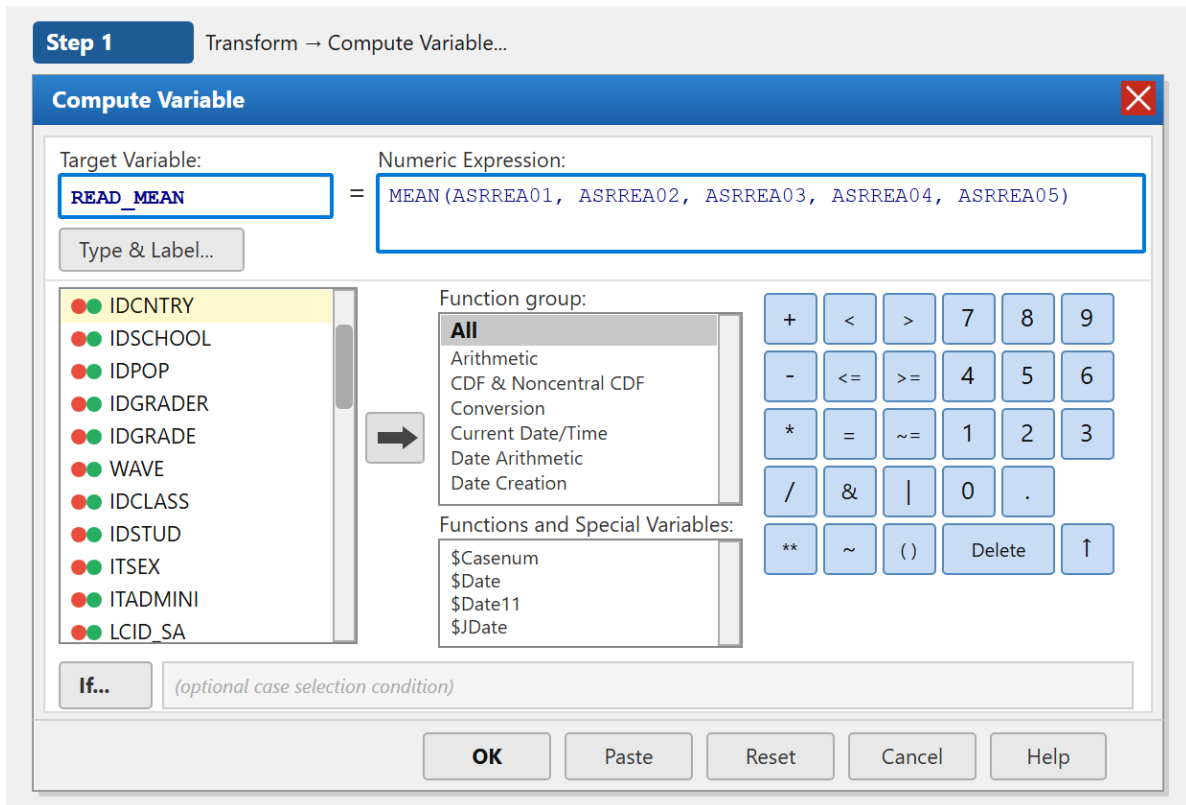 Step 1 Transform → Compute Variable...
Compute Variable
Target Variable: Numeric Expression:
READ_MEAN = MEAN(ASRREA01, ASRREA02, ASRREA03, ASRREA04, ASRREA05)
Type & Label...
IDCNTRY
IDSCHOOL
IDPOP
IDGRADER
IDGRADE
WAVE
IDCLASS
IDSTUD
ITSEX
ITADMINI
LCID_SA
Function group:
All
Arithmetic
CDF & Noncentral CDF
Conversion
Current Date/Time
Date Arithmetic
Date Creation
Functions and Special Variables:
$Casenum
$Date
$Date11
$JDate
+ < > 7 8 9
- <= >= 4 5 6
* = ~= 1 2 3
/ & | 0 .
** ~ () Delete ↑
If... (optional case selection condition)
OK Paste Reset Cancel Help